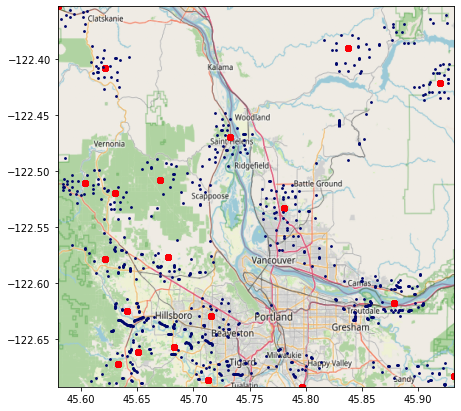 Clatskanie
−122.40
Kalama
−122.45
Woodland
Vernonia
Saint Helens
−122.50
Ridgefield
Battle Ground
Scappoose
−122.55
Vancouver
−122.60
Camas
Hillsboro
Portland
Troutdale
Gresham
Beaverton
−122.65
Milwaukie
Tigard
Happy Valley
Sandy
Tualatin
45.60 45.65 45.70 45.75 45.80 45.85 45.90